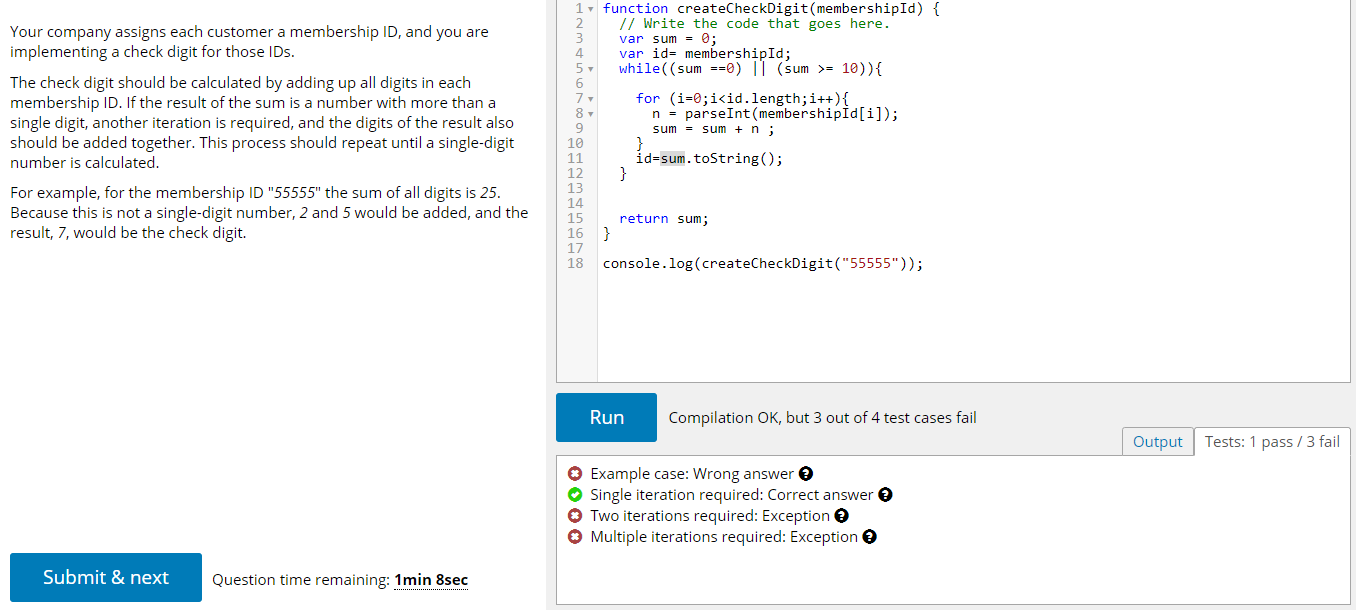 Your company assigns each customer a membership ID, and you are
implementing a check digit for those IDs.
The check digit should be calculated by adding up all digits in each
membership ID. If the result of the sum is a number with more than a
single digit, another iteration is required, and the digits of the result also
should be added together. This process should repeat until a single-digit
number is calculated.
For example, for the membership ID "55555" the sum of all digits is 25.
Because this is not a single-digit number, 2 and 5 would be added, and the
result, 7, would be the check digit.
Submit & next
Question time remaining: 1min 8sec
1 function createCheckDigit(membershipId) {
2 // Write the code that goes here.
3 var sum = 0;
4 var id= membershipId;
5 while((sum ==0) || (sum >= 10)){
6
7 for (i=0;i<id.length;i++){
8 n = parseInt(membershipId[i]);
9 sum = sum + n ;
10 }
11 id=sum.toString();
12 }
13
14
15 return sum;
16 }
17
18 console.log(createCheckDigit("55555"));
Run
Compilation OK, but 3 out of 4 test cases fail
Output
Tests: 1 pass / 3 fail
Example case: Wrong answer ?
Single iteration required: Correct answer ?
Two iterations required: Exception ?
Multiple iterations required: Exception ?